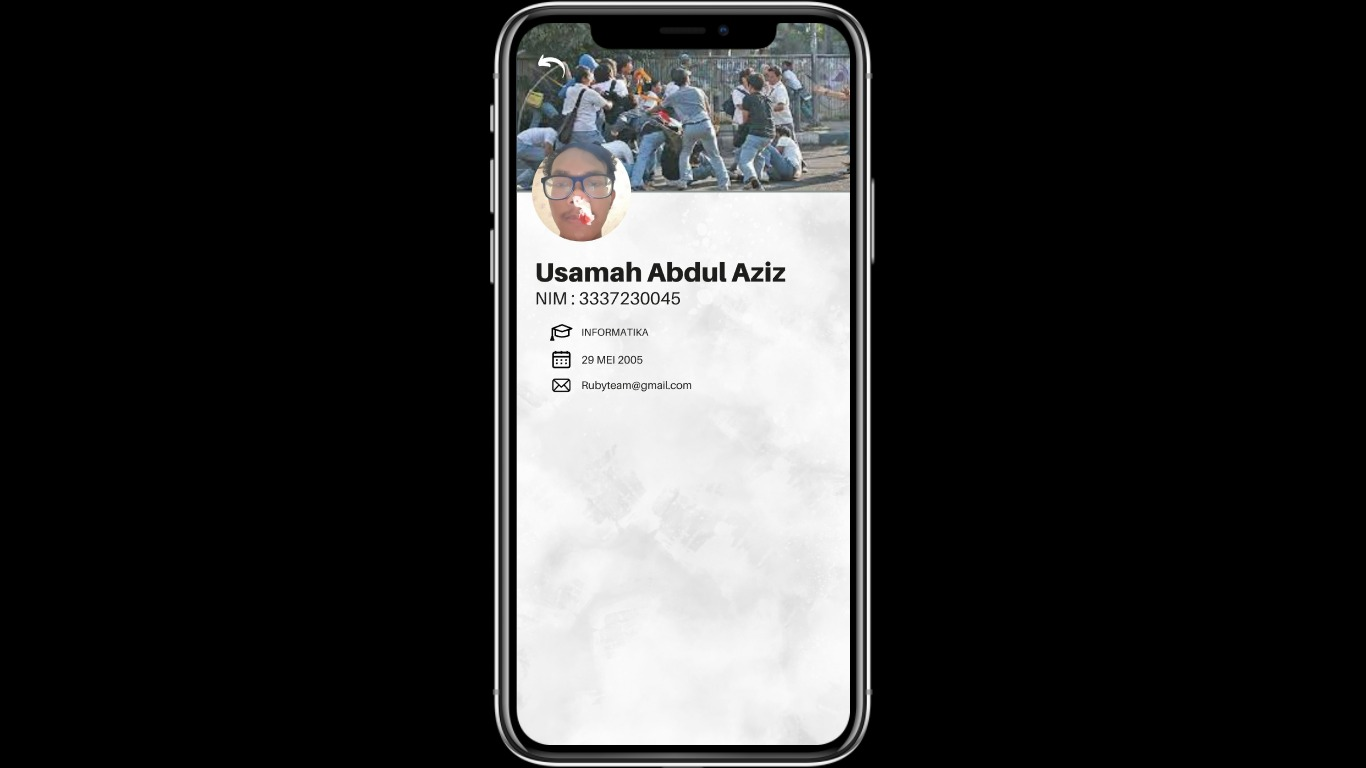 Usamah Abdul Aziz
NIM : 3337230045
INFORMATIKA
29 MEI 2005
Rubyteam@gmail.com